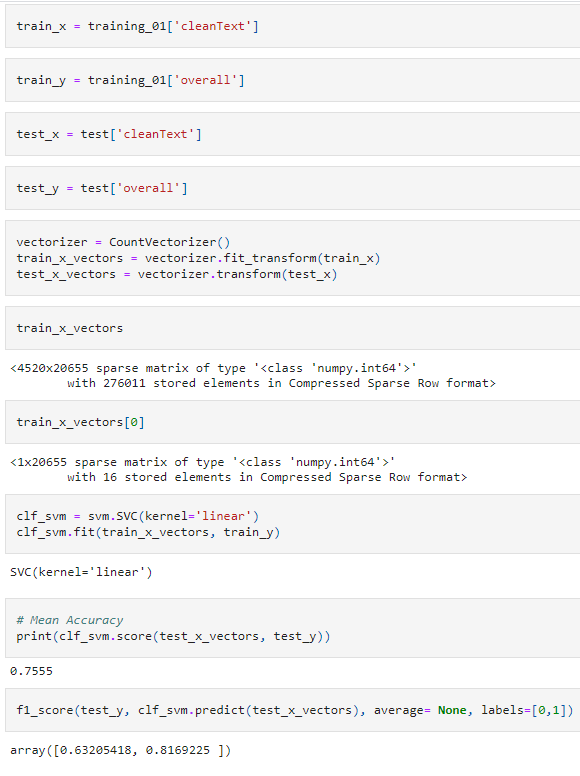 train_x = training_01['cleanText']
train_y = training_01['overall']
test_x = test['cleanText']
test_y = test['overall']
vectorizer = CountVectorizer()
train_x_vectors = vectorizer.fit_transform(train_x)
test_x_vectors = vectorizer.transform(test_x)
train_x_vectors
<4520x20655 sparse matrix of type '<class 'numpy.int64'>'
        with 276011 stored elements in Compressed Sparse Row format>
train_x_vectors[0]
<1x20655 sparse matrix of type '<class 'numpy.int64'>'
        with 16 stored elements in Compressed Sparse Row format>
clf_svm = svm.SVC(kernel='linear')
clf_svm.fit(train_x_vectors, train_y)
SVC(kernel='linear')
# Mean Accuracy
print(clf_svm.score(test_x_vectors, test_y))
0.7555
f1_score(test_y, clf_svm.predict(test_x_vectors), average= None, labels=[0,1])
array([0.63205418, 0.8169225 ])